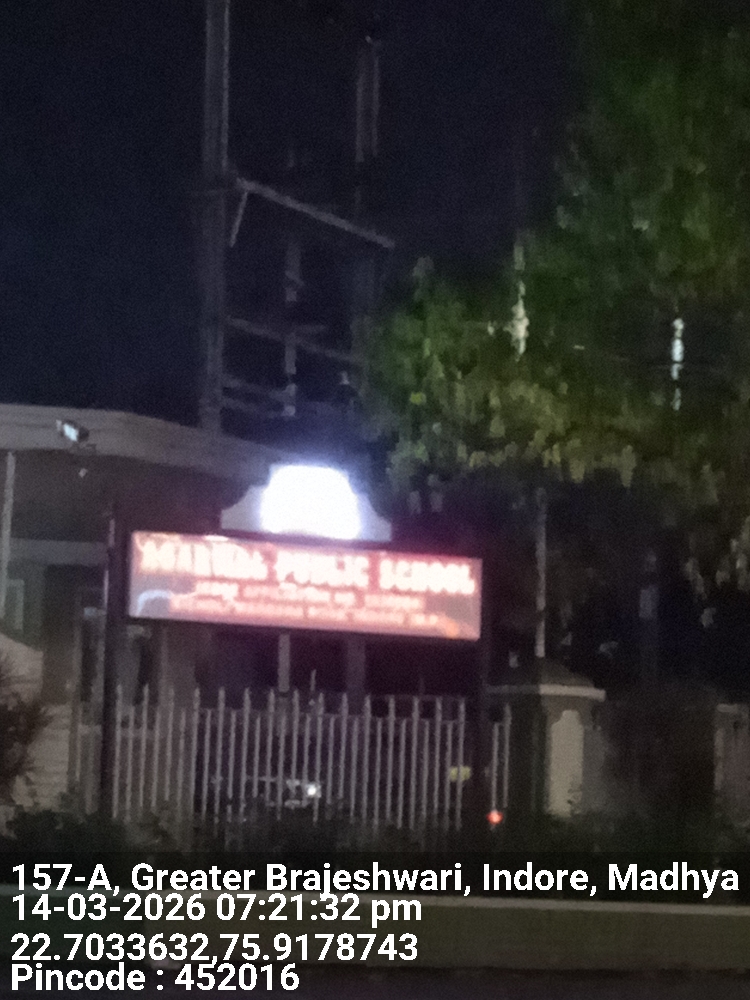 AGARWAL PUBLIC SCHOOL
157-A, Greater Brajeshwari, Indore, Madhya
14-03-2026 07:21:32 pm
22.7033632,75.9178743
Pincode : 452016